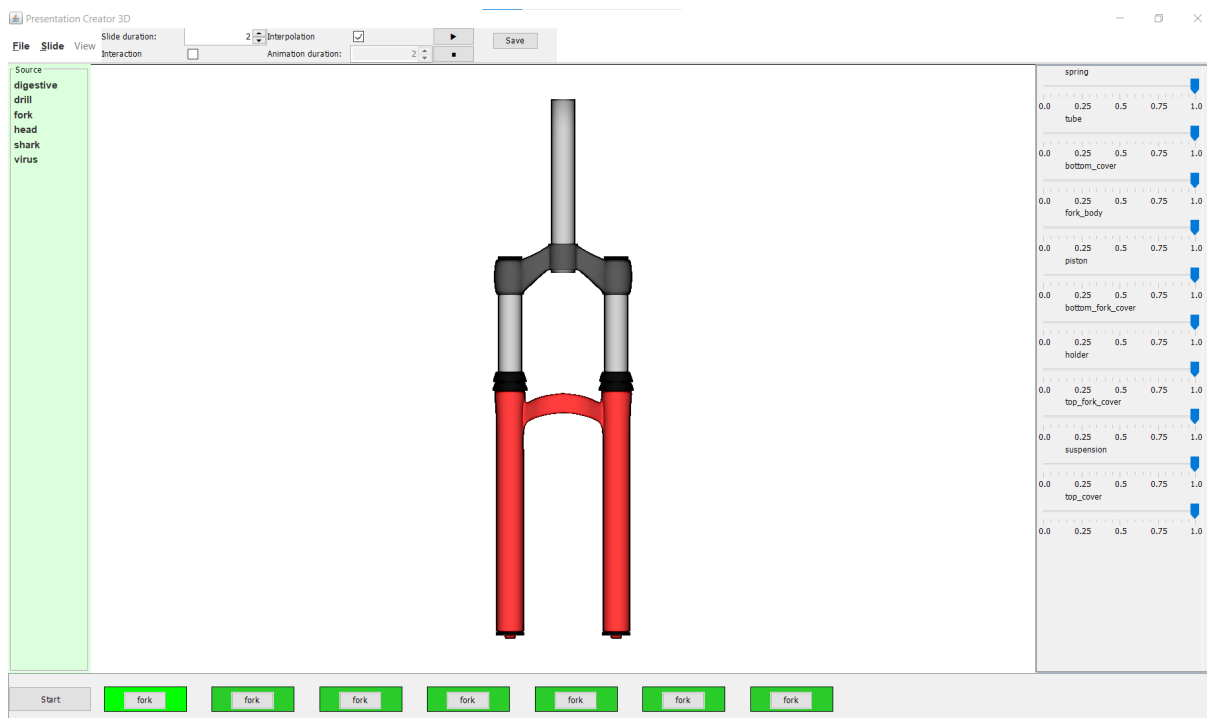 Presentation Creator 3D
File Slide View
Slide duration: 2 Interpolation
Interaction Animation duration: 2
Save
Source
digestive
drill
fork
head
shark
virus
spring
0.0 0.25 0.5 0.75 1.0
tube
0.0 0.25 0.5 0.75 1.0
bottom_cover
0.0 0.25 0.5 0.75 1.0
fork_body
0.0 0.25 0.5 0.75 1.0
piston
0.0 0.25 0.5 0.75 1.0
bottom_fork_cover
0.0 0.25 0.5 0.75 1.0
holder
0.0 0.25 0.5 0.75 1.0
top_fork_cover
0.0 0.25 0.5 0.75 1.0
suspension
0.0 0.25 0.5 0.75 1.0
top_cover
0.0 0.25 0.5 0.75 1.0
Start fork fork fork fork fork fork fork